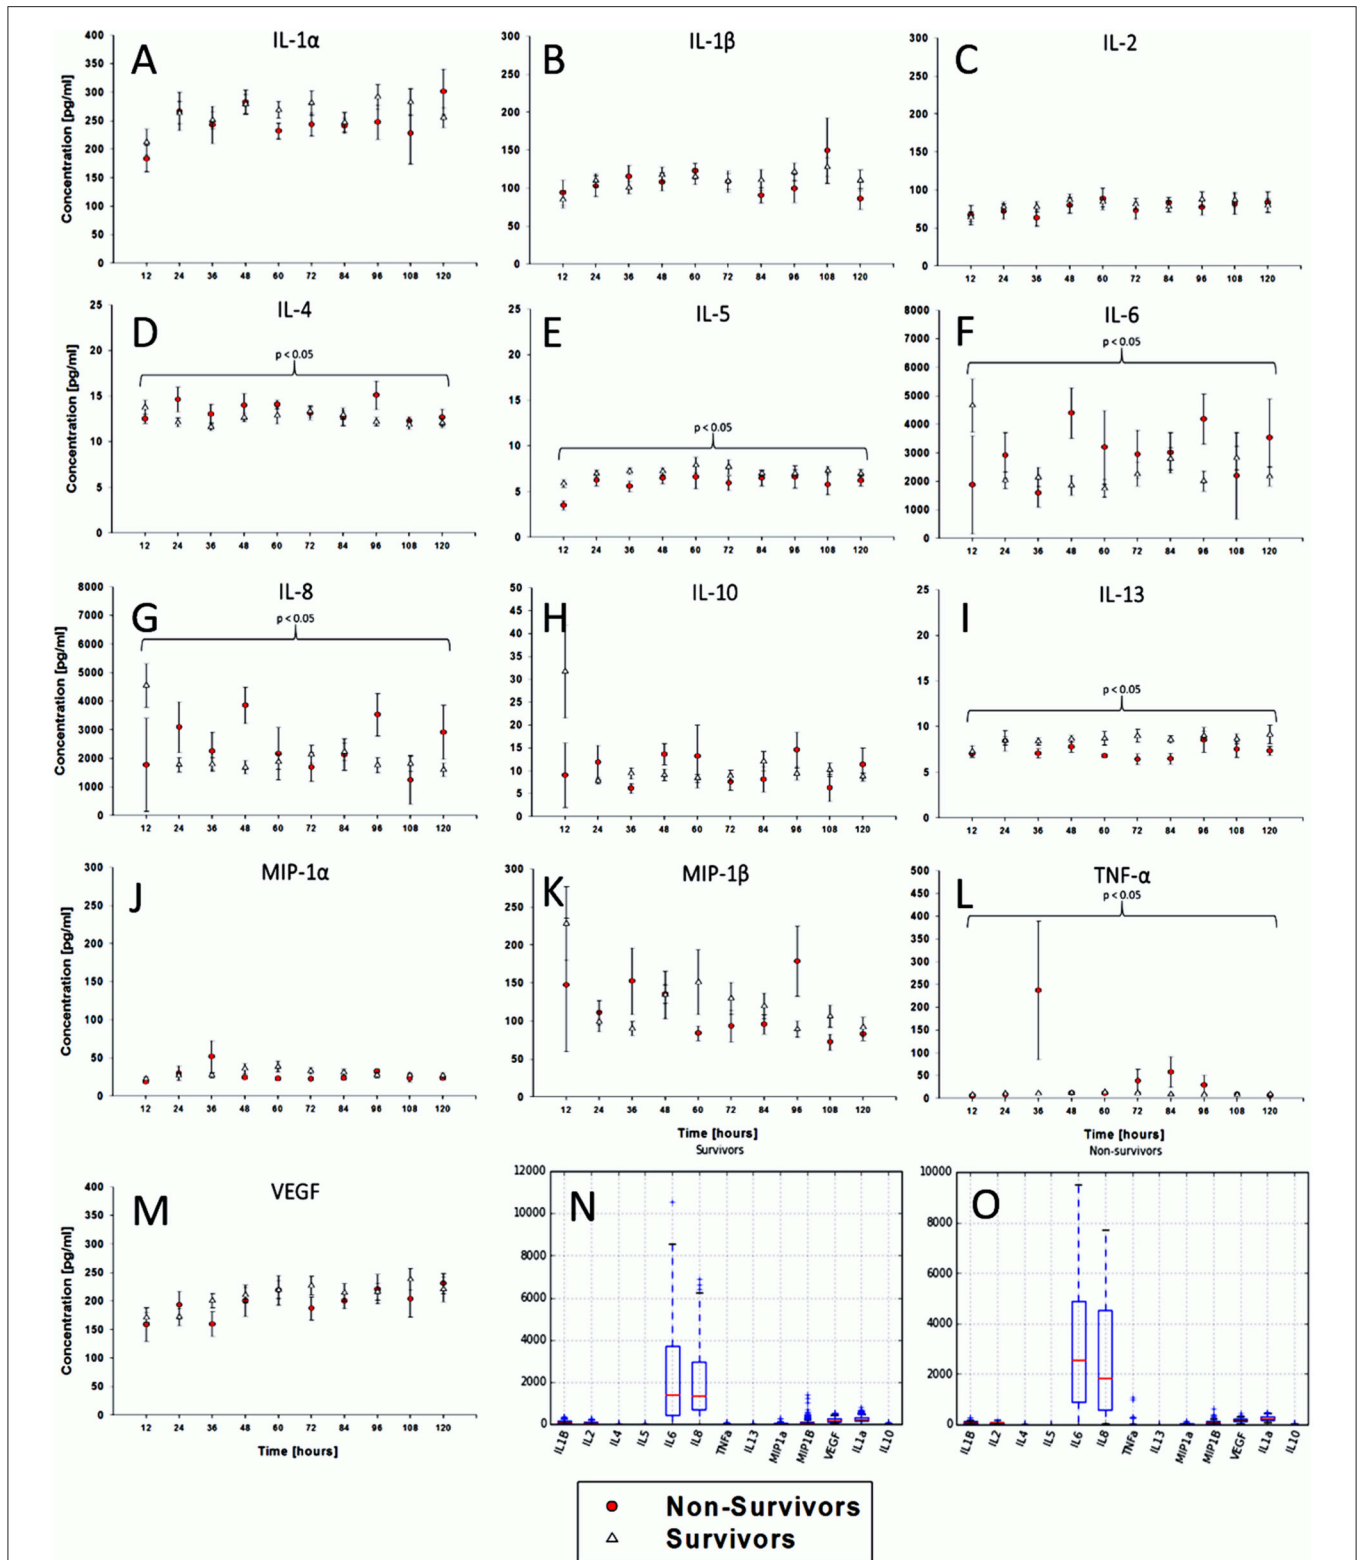 A
IL-1α
Concentration [pg/ml]
400
350
300
250
200
150
100
50
0
12 24 36 48 60 72 84 96 108 120
B
IL-1β
300
250
200
150
100
50
0
12 24 36 48 60 72 84 96 108 120
C
IL-2
300
250
200
150
100
50
0
12 24 36 48 60 72 84 96 108 120
D
IL-4
p < 0.05
Concentration [pg/ml]
25
20
15
10
5
0
12 24 36 48 60 72 84 96 108 120
E
IL-5
p < 0.05
25
20
15
10
5
0
12 24 36 48 60 72 84 96 108 120
F
IL-6
p < 0.05
8000
7000
6000
5000
4000
3000
2000
1000
0
12 24 36 48 60 72 84 96 108 120
G
IL-8
p < 0.05
Concentration [pg/ml]
8000
7000
6000
5000
4000
3000
2000
1000
0
12 24 36 48 60 72 84 96 108 120
H
IL-10
50
45
40
35
30
25
20
15
10
5
0
12 24 36 48 60 72 84 96 108 120
I
IL-13
p < 0.05
25
20
15
10
5
0
12 24 36 48 60 72 84 96 108 120
J
MIP-1α
Concentration [pg/ml]
300
250
200
150
100
50
0
12 24 36 48 60 72 84 96 108 120
K
MIP-1β
300
250
200
150
100
50
0
12 24 36 48 60 72 84 96 108 120
Time [hours]
L
TNF-α
p < 0.05
500
450
400
350
300
250
200
150
100
50
0
12 24 36 48 60 72 84 96 108 120
Time [hours]
M
VEGF
Concentration [pg/ml]
400
350
300
250
200
150
100
50
0
12 24 36 48 60 72 84 96 108 120
Time [hours]
Survivors
N
12000
10000
8000
6000
4000
2000
0
IL1B IL2 IL4 IL5 IL6 IL8 TNFa IL13 MIP1a MIP1B VEGF IL1a IL10
Non-survivors
O
10000
8000
6000
4000
2000
0
IL1B IL2 IL4 IL5 IL6 IL8 TNFa IL13 MIP1a MIP1B VEGF IL1a IL10
Non-Survivors
Survivors